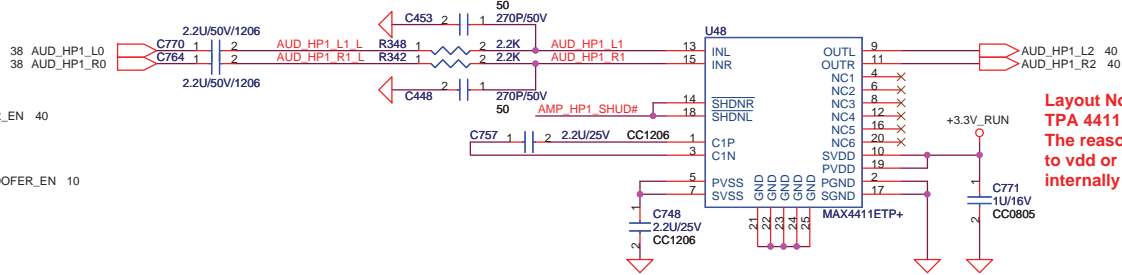 50
C453 2 1 270P/50V
2.2U/50V/1206
38 AUD_HP1_L0 C770 1 2 AUD_HP1_L1_L R348 1 2 2.2K AUD_HP1_L1 13 INL
38 AUD_HP1_R0 C764 1 2 AUD_HP1_R1_L R342 1 2 2.2K AUD_HP1_R1 15 INR
2.2U/50V/1206
C448 2 1 270P/50V
50
U48
OUTL 9 AUD_HP1_L2 40
OUTR 11 AUD_HP1_R2 40
NC1 4
NC2 6
NC3 8
NC4 12
NC5 16
NC6 20
SVDD 10
PVDD 19
PGND 2
SGND 17
_EN 40
OOFER_EN 10
AMP_HP1_SHUD# 14 SHDNR
18 SHDNL
C757 1 2 2.2U/25V CC1206 1 C1P
3 C1N
5 PVSS
7 SVSS
1 C748
2.2U/25V
2 CC1206
GND GND GND GND GND
21 22 23 24 25
MAX4411ETP+
+3.3V_RUN
1 C771
1U/16V
2 CC0805
Layout No
TPA 4411
The reaso
to vdd or
internally